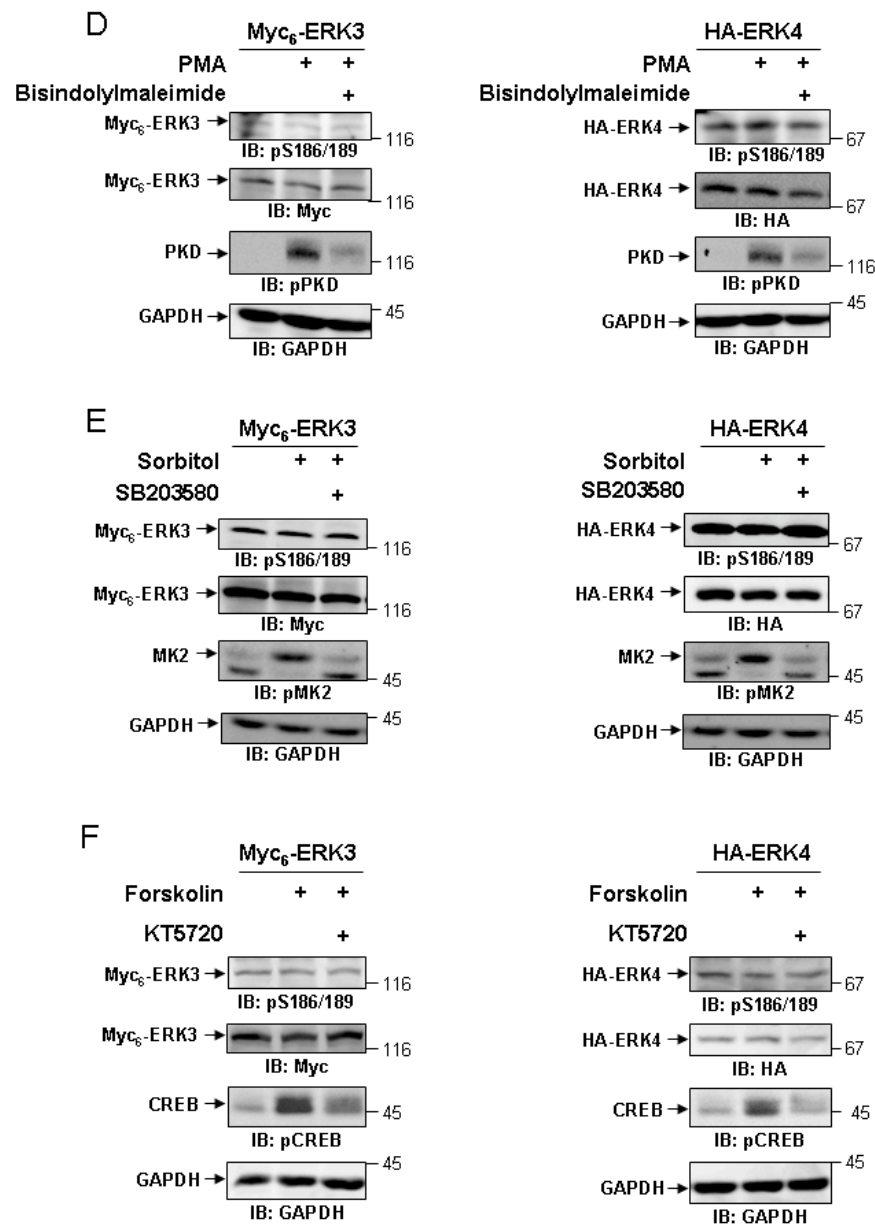 D
Myc₆-ERK3
PMA + +
Bisindolylmaleimide +
Myc₆-ERK3
116
IB: pS186/189
Myc₆-ERK3
116
IB: Myc
PKD
116
IB: pPKD
45
GAPDH
IB: GAPDH
HA-ERK4
PMA + +
Bisindolylmaleimide +
HA-ERK4
67
IB: pS186/189
HA-ERK4
67
IB: HA
PKD
116
IB: pPKD
45
GAPDH
IB: GAPDH
E
Myc₆-ERK3
Sorbitol + +
SB203580 +
Myc₆-ERK3
116
IB: pS186/189
Myc₆-ERK3
116
IB: Myc
MK2
45
IB: pMK2
45
GAPDH
IB: GAPDH
HA-ERK4
Sorbitol + +
SB203580 +
HA-ERK4
67
IB: pS186/189
HA-ERK4
67
IB: HA
MK2
45
IB: pMK2
45
GAPDH
IB: GAPDH
F
Myc₆-ERK3
Forskolin + +
KT5720 +
Myc₆-ERK3
116
IB: pS186/189
Myc₆-ERK3
116
IB: Myc
CREB
45
IB: pCREB
45
GAPDH
IB: GAPDH
HA-ERK4
Forskolin + +
KT5720 +
HA-ERK4
67
IB: pS186/189
HA-ERK4
67
IB: HA
CREB
45
IB: pCREB
45
GAPDH
IB: GAPDH